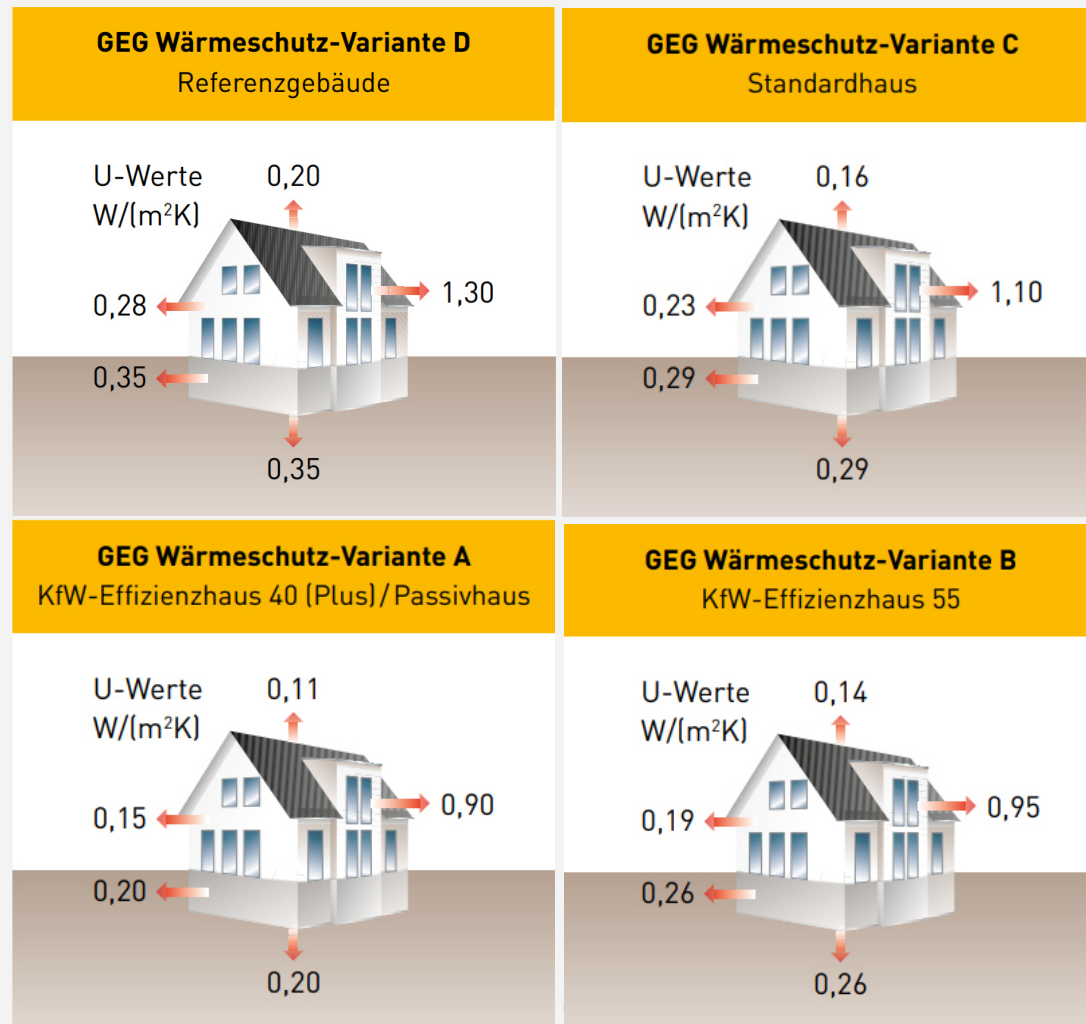 GEG Wärmeschutz-Variante D
Referenzgebäude
U-Werte 0,20
W/(m²K)
0,28 1,30
0,35
0,35
GEG Wärmeschutz-Variante C
Standardhaus
U-Werte 0,16
W/(m²K)
0,23 1,10
0,29
0,29
GEG Wärmeschutz-Variante A
KfW-Effizienzhaus 40 (Plus)/Passivhaus
U-Werte 0,11
W/(m²K)
0,15 0,90
0,20
0,20
GEG Wärmeschutz-Variante B
KfW-Effizienzhaus 55
U-Werte 0,14
W/(m²K)
0,19 0,95
0,26
0,26